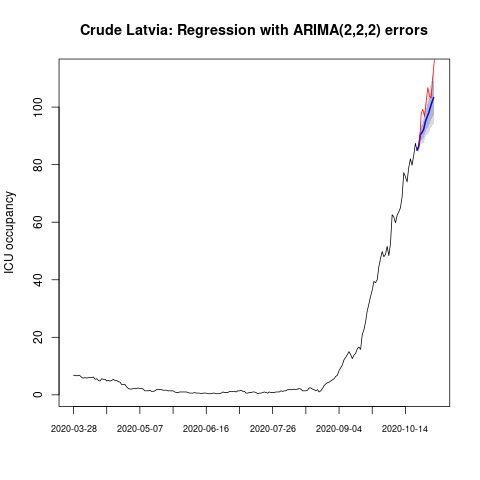 Crude Latvia: Regression with ARIMA(2,2,2) errors
ICU occupancy
100
80
60
40
20
0
2020-03-28 2020-05-07 2020-06-16 2020-07-26 2020-09-04 2020-10-14